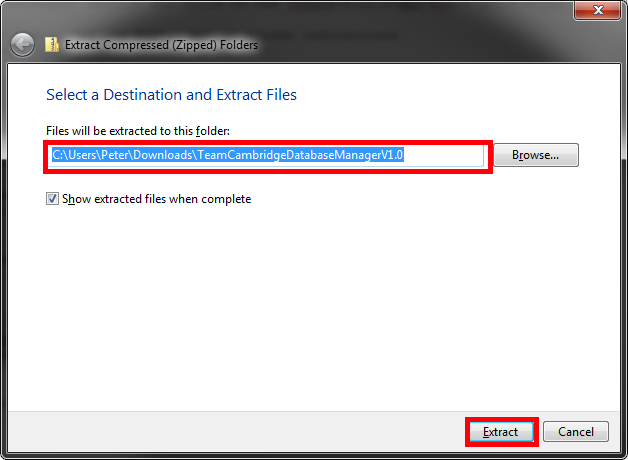 Extract Compressed (Zipped) Folders
Select a Destination and Extract Files
Files will be extracted to this folder:
C:\Users\Peter\Downloads\TeamCambridgeDatabaseManagerV1.0
Browse...
Show extracted files when complete
Extract
Cancel